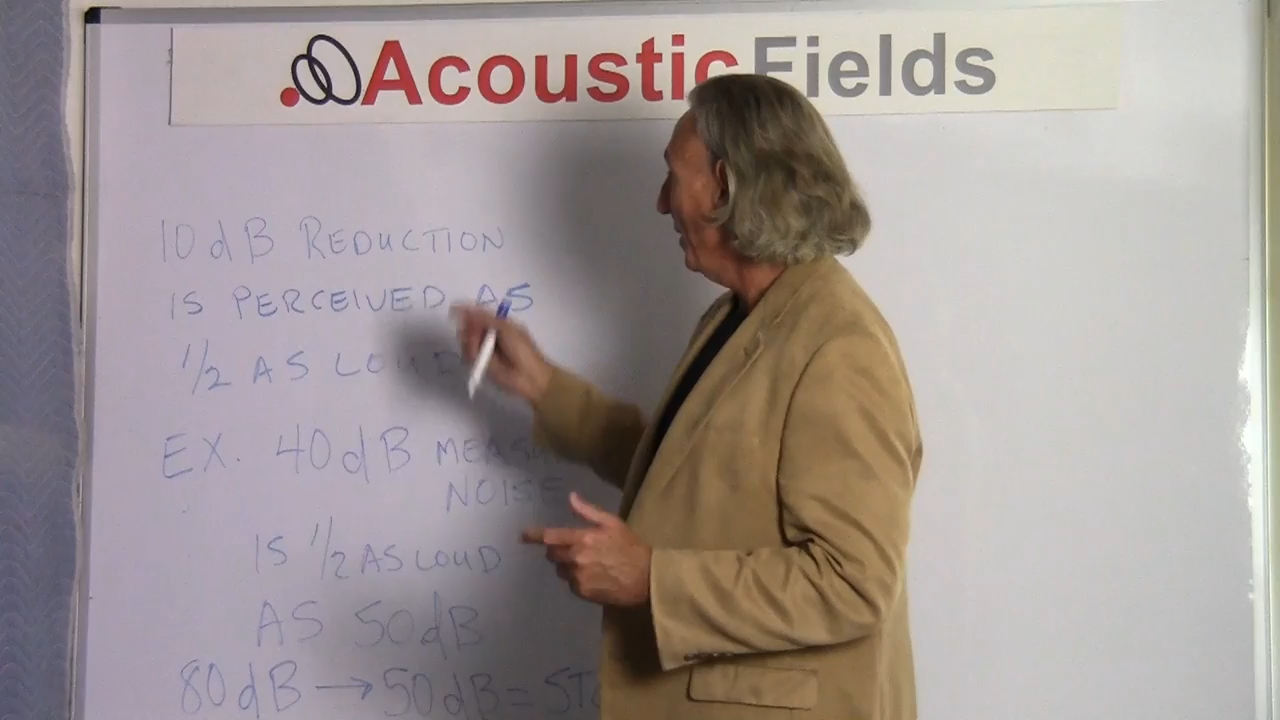 AcousticFields
10 dB REDUCTION
IS PERCEIVED AS
1/2 AS LOUD
EX. 40 dB
NOISE
IS 1/2 AS LOUD
AS 50 dB
80 dB → 50 dB =